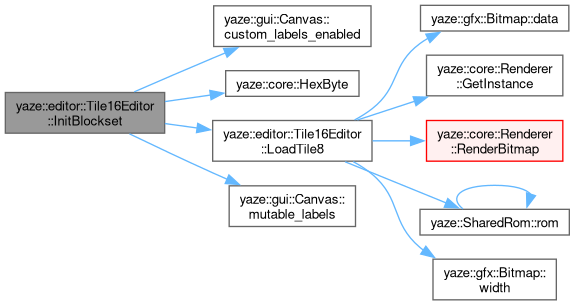 yaze::editor::Tile16Editor
::InitBlockset
yaze::gui::Canvas::
custom_labels_enabled
yaze::core::HexByte
yaze::editor::Tile16Editor
::LoadTile8
yaze::gui::Canvas::
mutable_labels
yaze::gfx::Bitmap::data
yaze::core::Renderer
::GetInstance
yaze::core::Renderer
::RenderBitmap
yaze::SharedRom::rom
yaze::gfx::Bitmap::
width